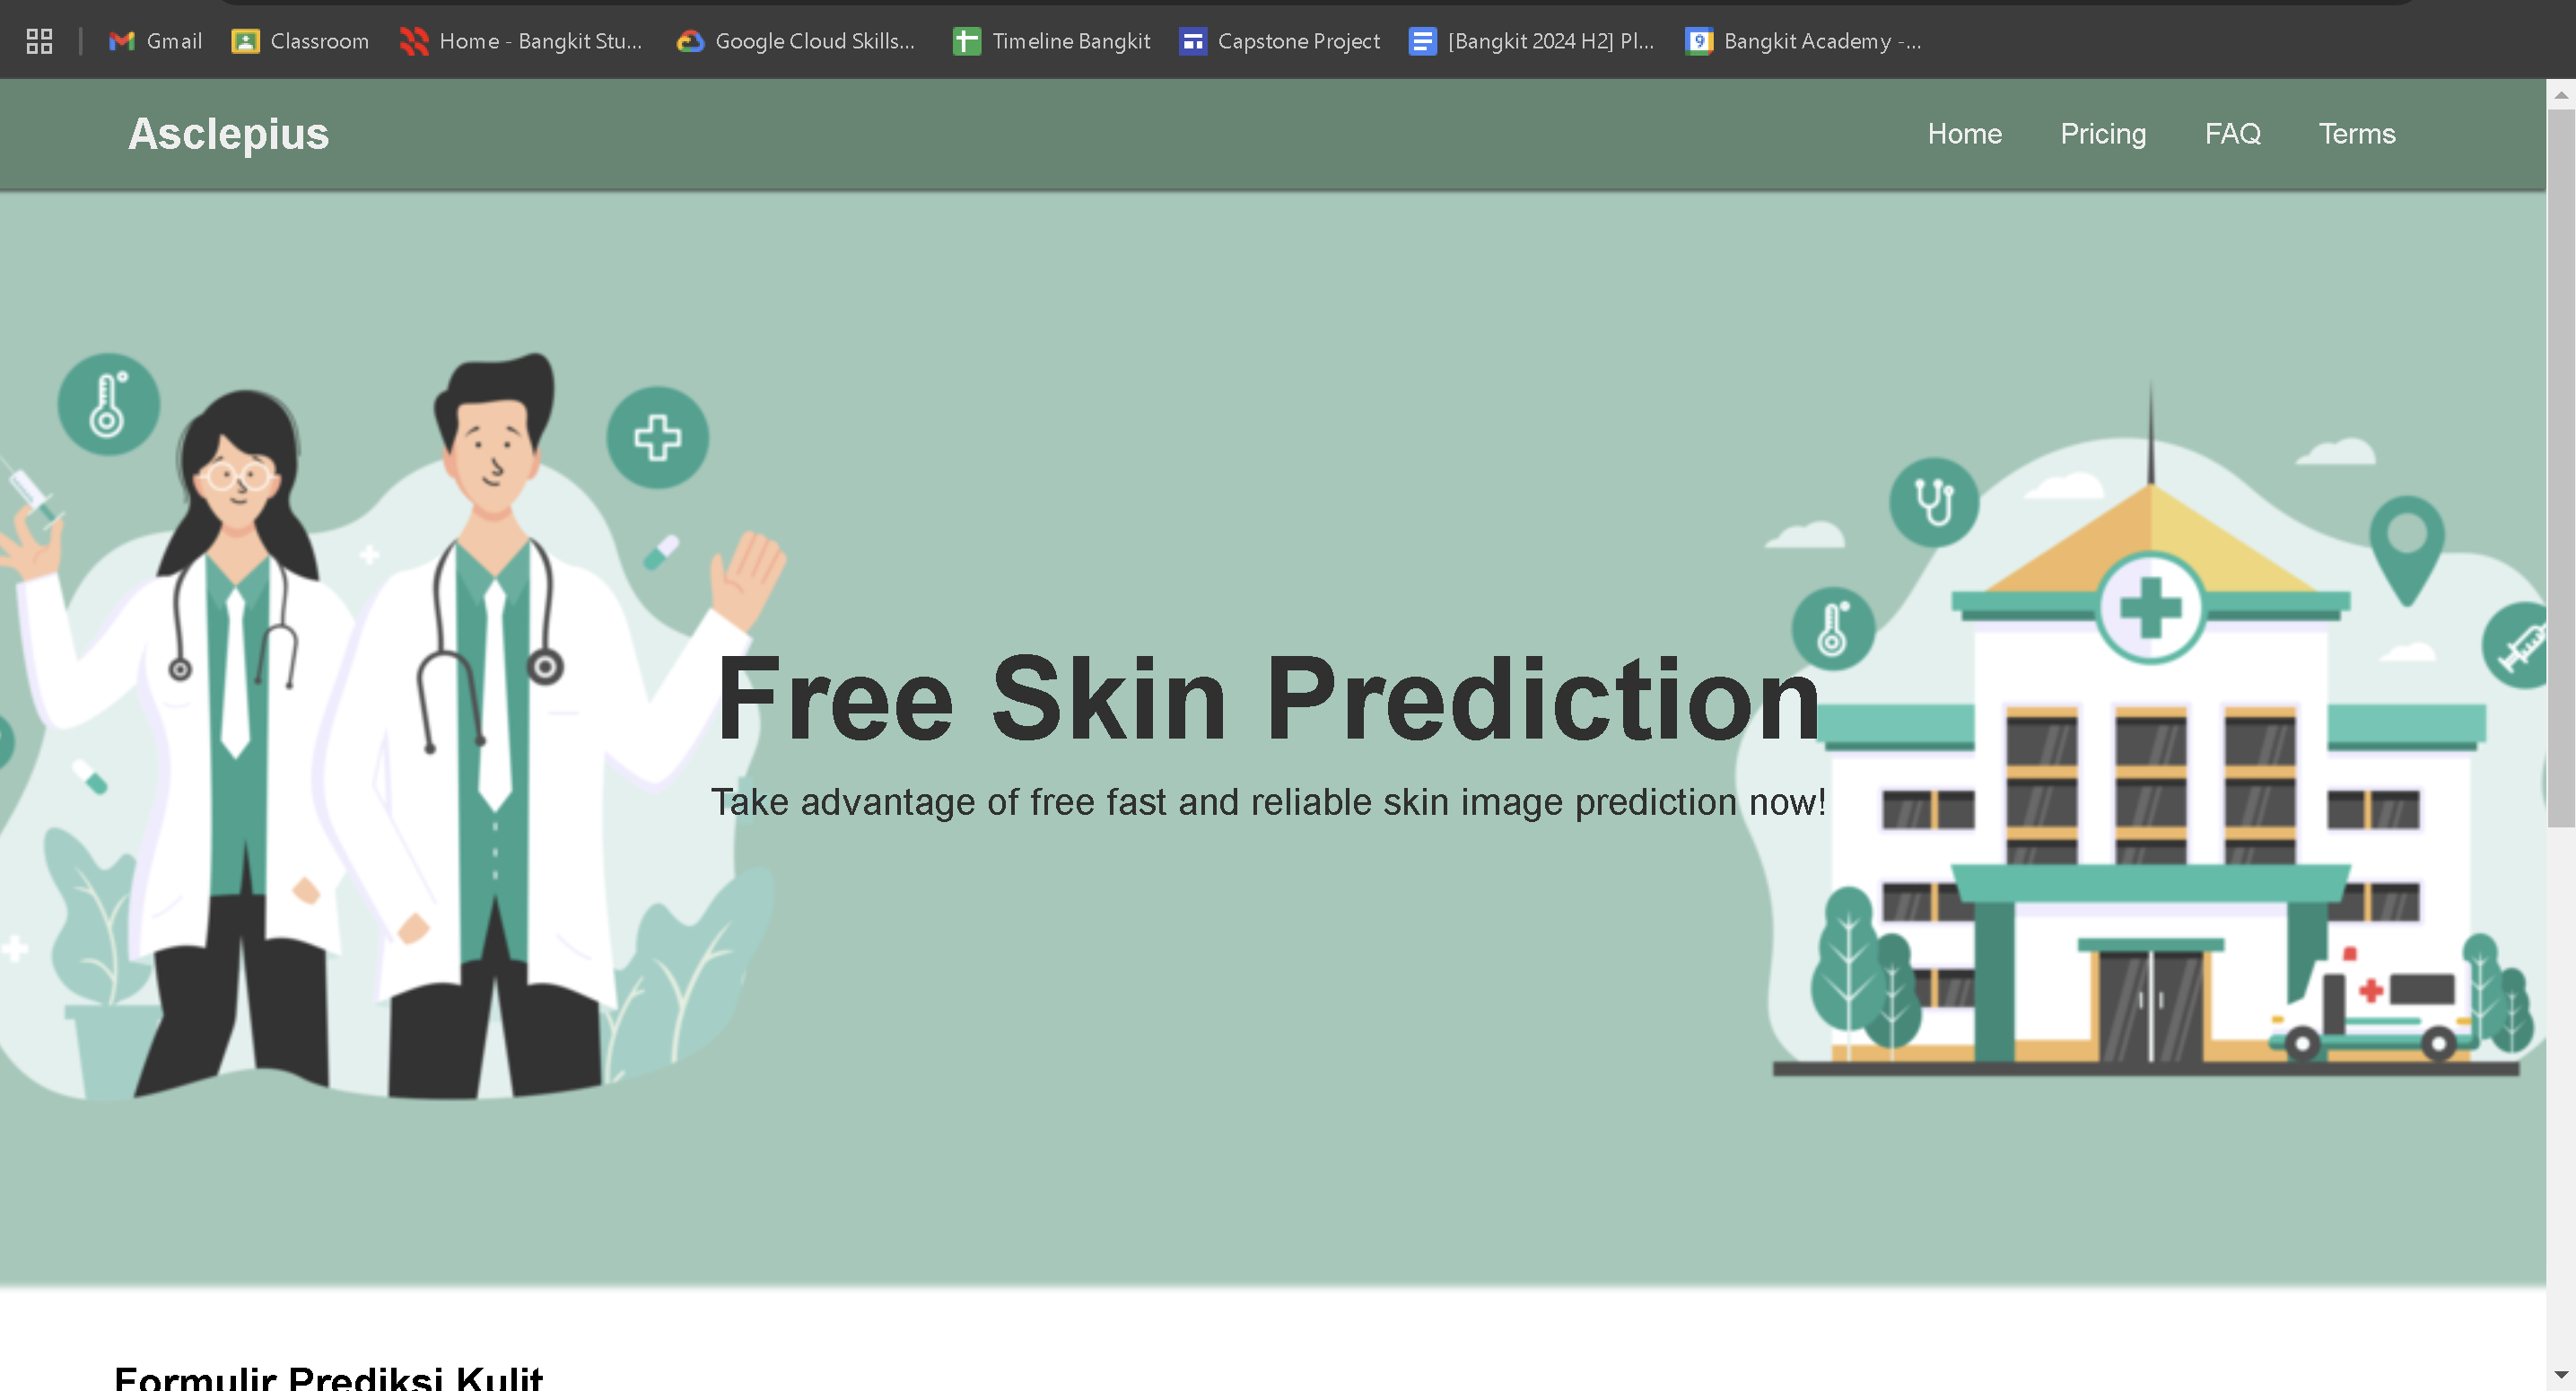 Gmail Classroom Home - Bangkit Stu... Google Cloud Skills... Timeline Bangkit Capstone Project [Bangkit 2024 H2] Pl... Bangkit Academy -...
Asclepius Home Pricing FAQ Terms
Free Skin Prediction
Take advantage of free fast and reliable skin image prediction now!
Formulir Prediksi Kulit